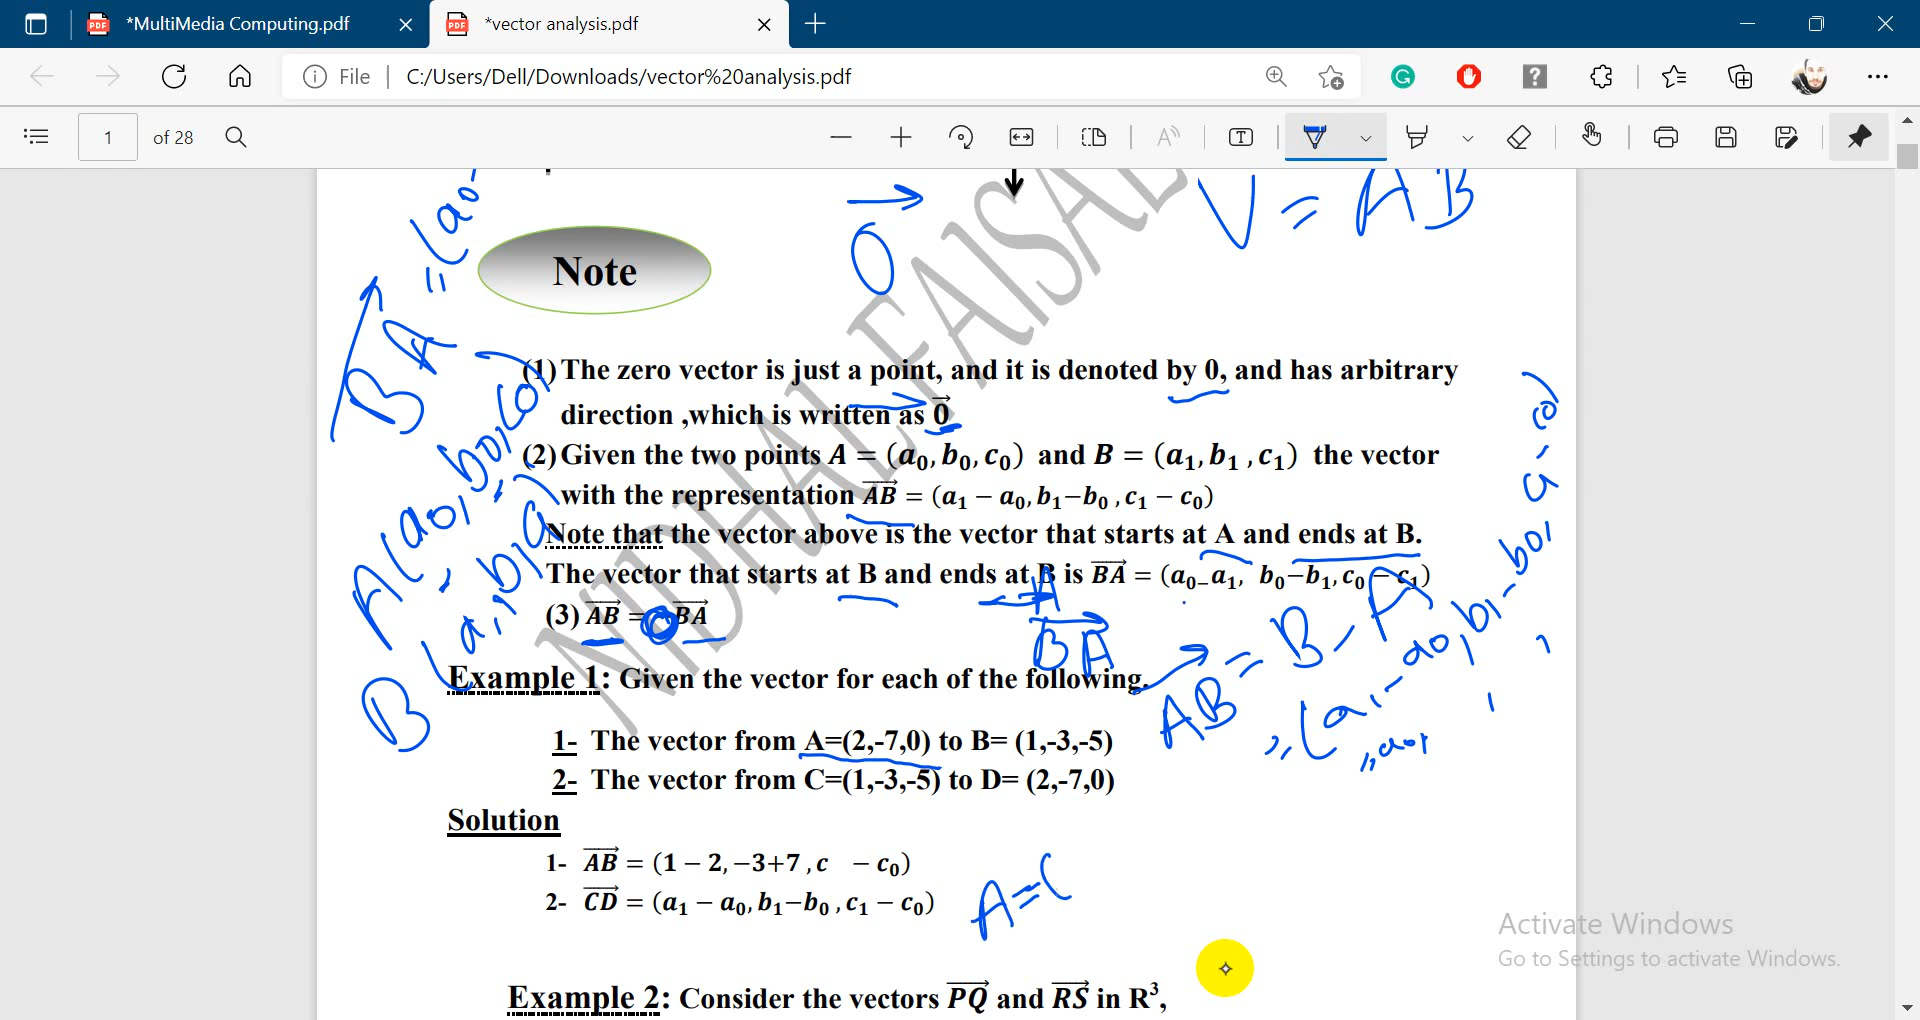 *MultiMedia Computing.pdf
*vector analysis.pdf
File | C:/Users/Dell/Downloads/vector%20analysis.pdf
1 of 28
V = AB
0
BA = (a0-
Note
(1) The zero vector is just a point, and it is denoted by 0, and has arbitrary
direction ,which is written as 0⃗
(2) Given the two points A = (a₀, b₀, c₀) and B = (a₁, b₁ , c₁) the vector
with the representation AB⃗ = (a₁ − a₀, b₁−b₀ , c₁ − c₀)
Note that the vector above is the vector that starts at A and ends at B.
The vector that starts at B and ends at B is BA⃗ = (a₀₋a₁, b₀−b₁, c₀ − c₁)
A
(3) AB⃗ = BA⃗
BA
A(a0, b0, c0)
AB = B - A
Example 1: Given the vector for each of the following.
1- The vector from A=(2,-7,0) to B= (1,-3,-5)
2- The vector from C=(1,-3,-5) to D= (2,-7,0)
Solution
1- AB⃗ = (1 − 2, −3+7 , c − c₀)
2- CD⃗ = (a₁ − a₀, b₁−b₀ , c₁ − c₀)
A=(
Example 2: Consider the vectors PQ⃗ and RS⃗ in R³,
NIDHAL FAISAL
Activate Windows
Go to Settings to activate Windows.